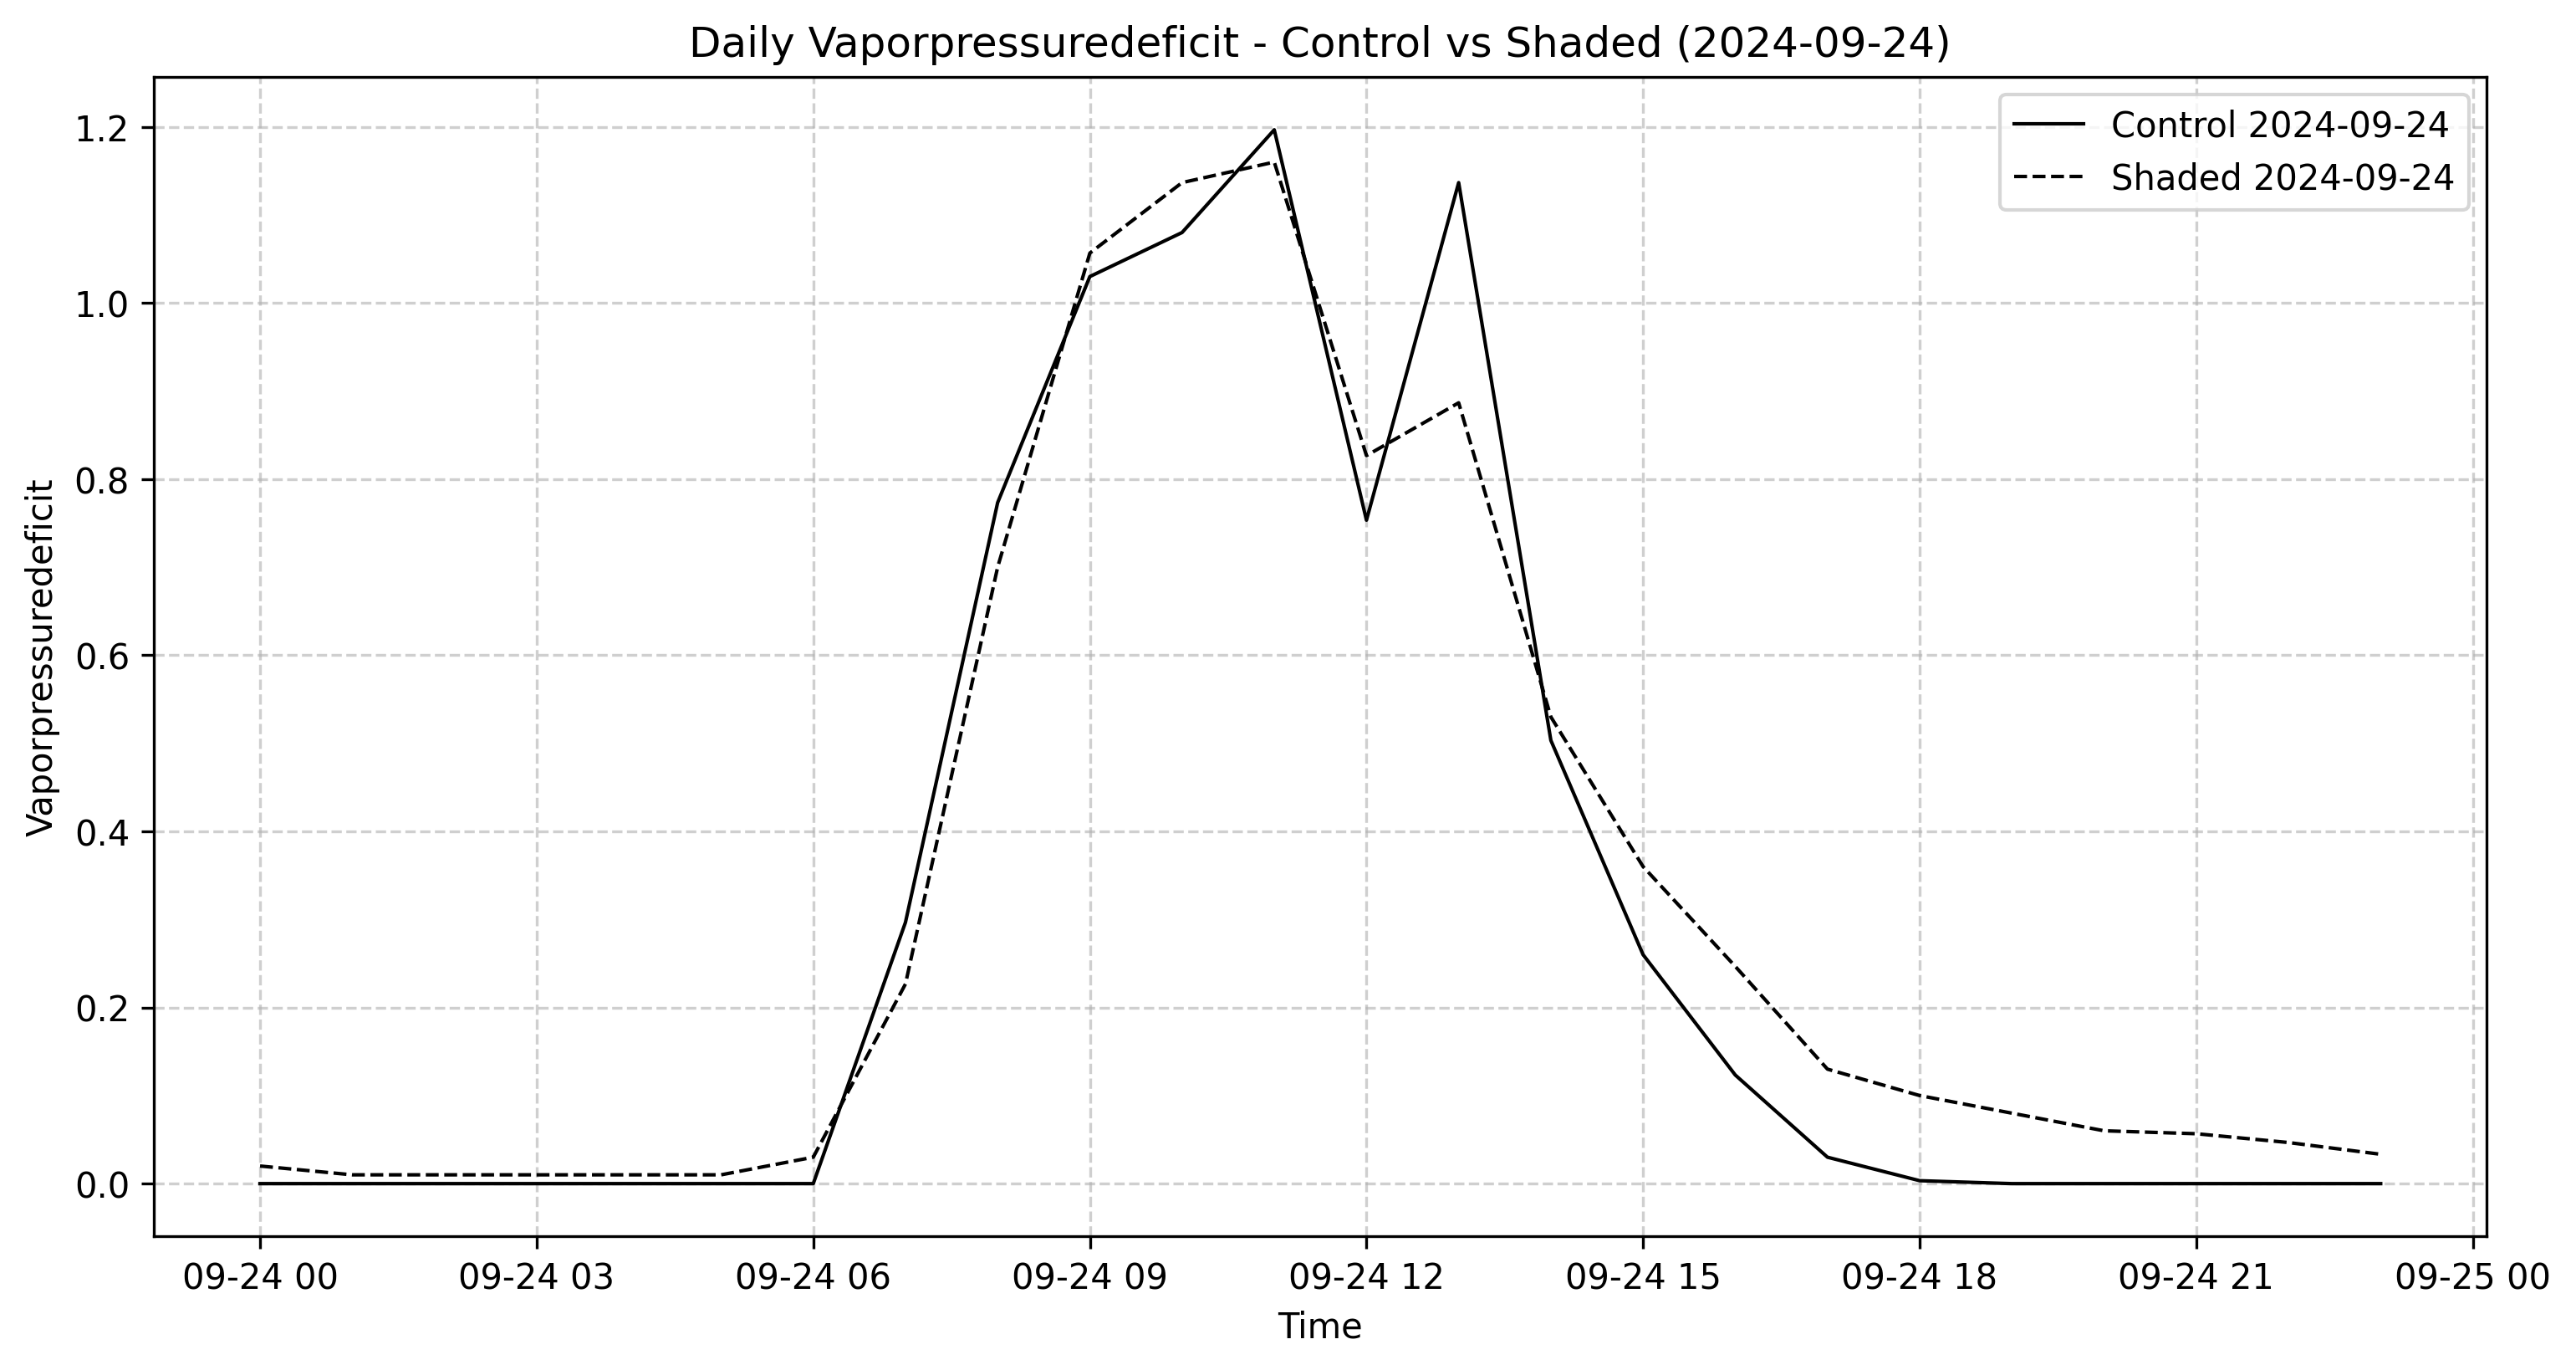 Daily Vaporpressuredeficit - Control vs Shaded (2024-09-24)
Control 2024-09-24
Shaded 2024-09-24
Vaporpressuredeficit
1.2
1.0
0.8
0.6
0.4
0.2
0.0
09-24 00 09-24 03 09-24 06 09-24 09 09-24 12 09-24 15 09-24 18 09-24 21 09-25 00
Time